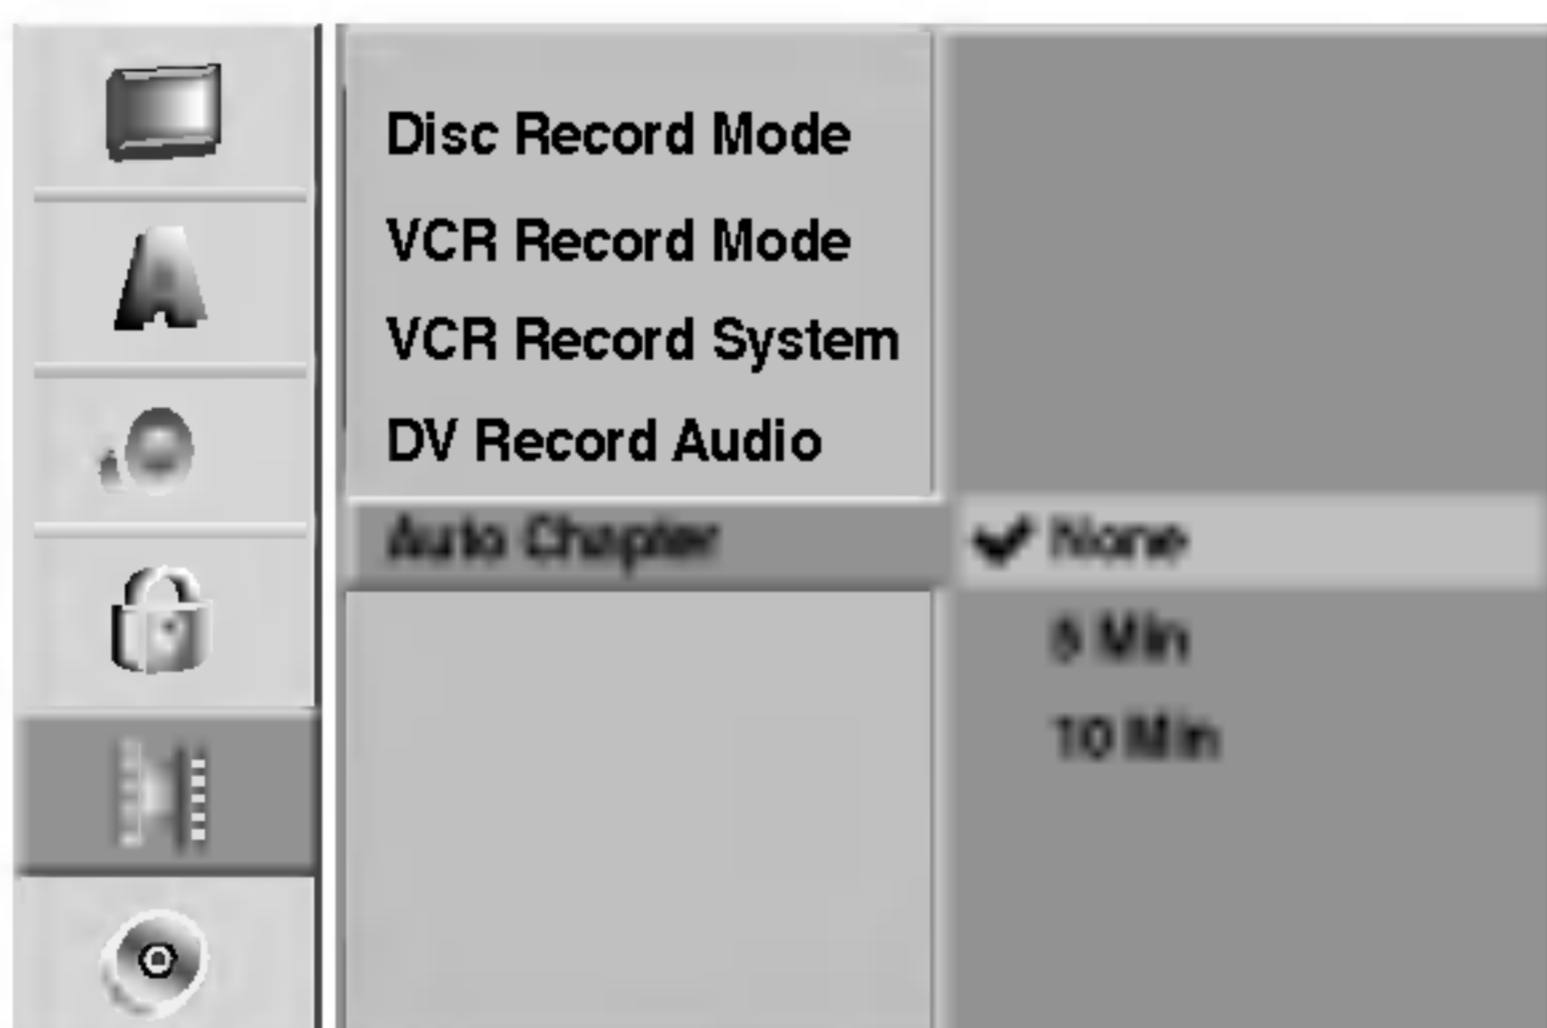 Disc Record Mode
VCR Record Mode
VCR Record System
DV Record Audio
Auto Chapter
None
5 Min
10 Min